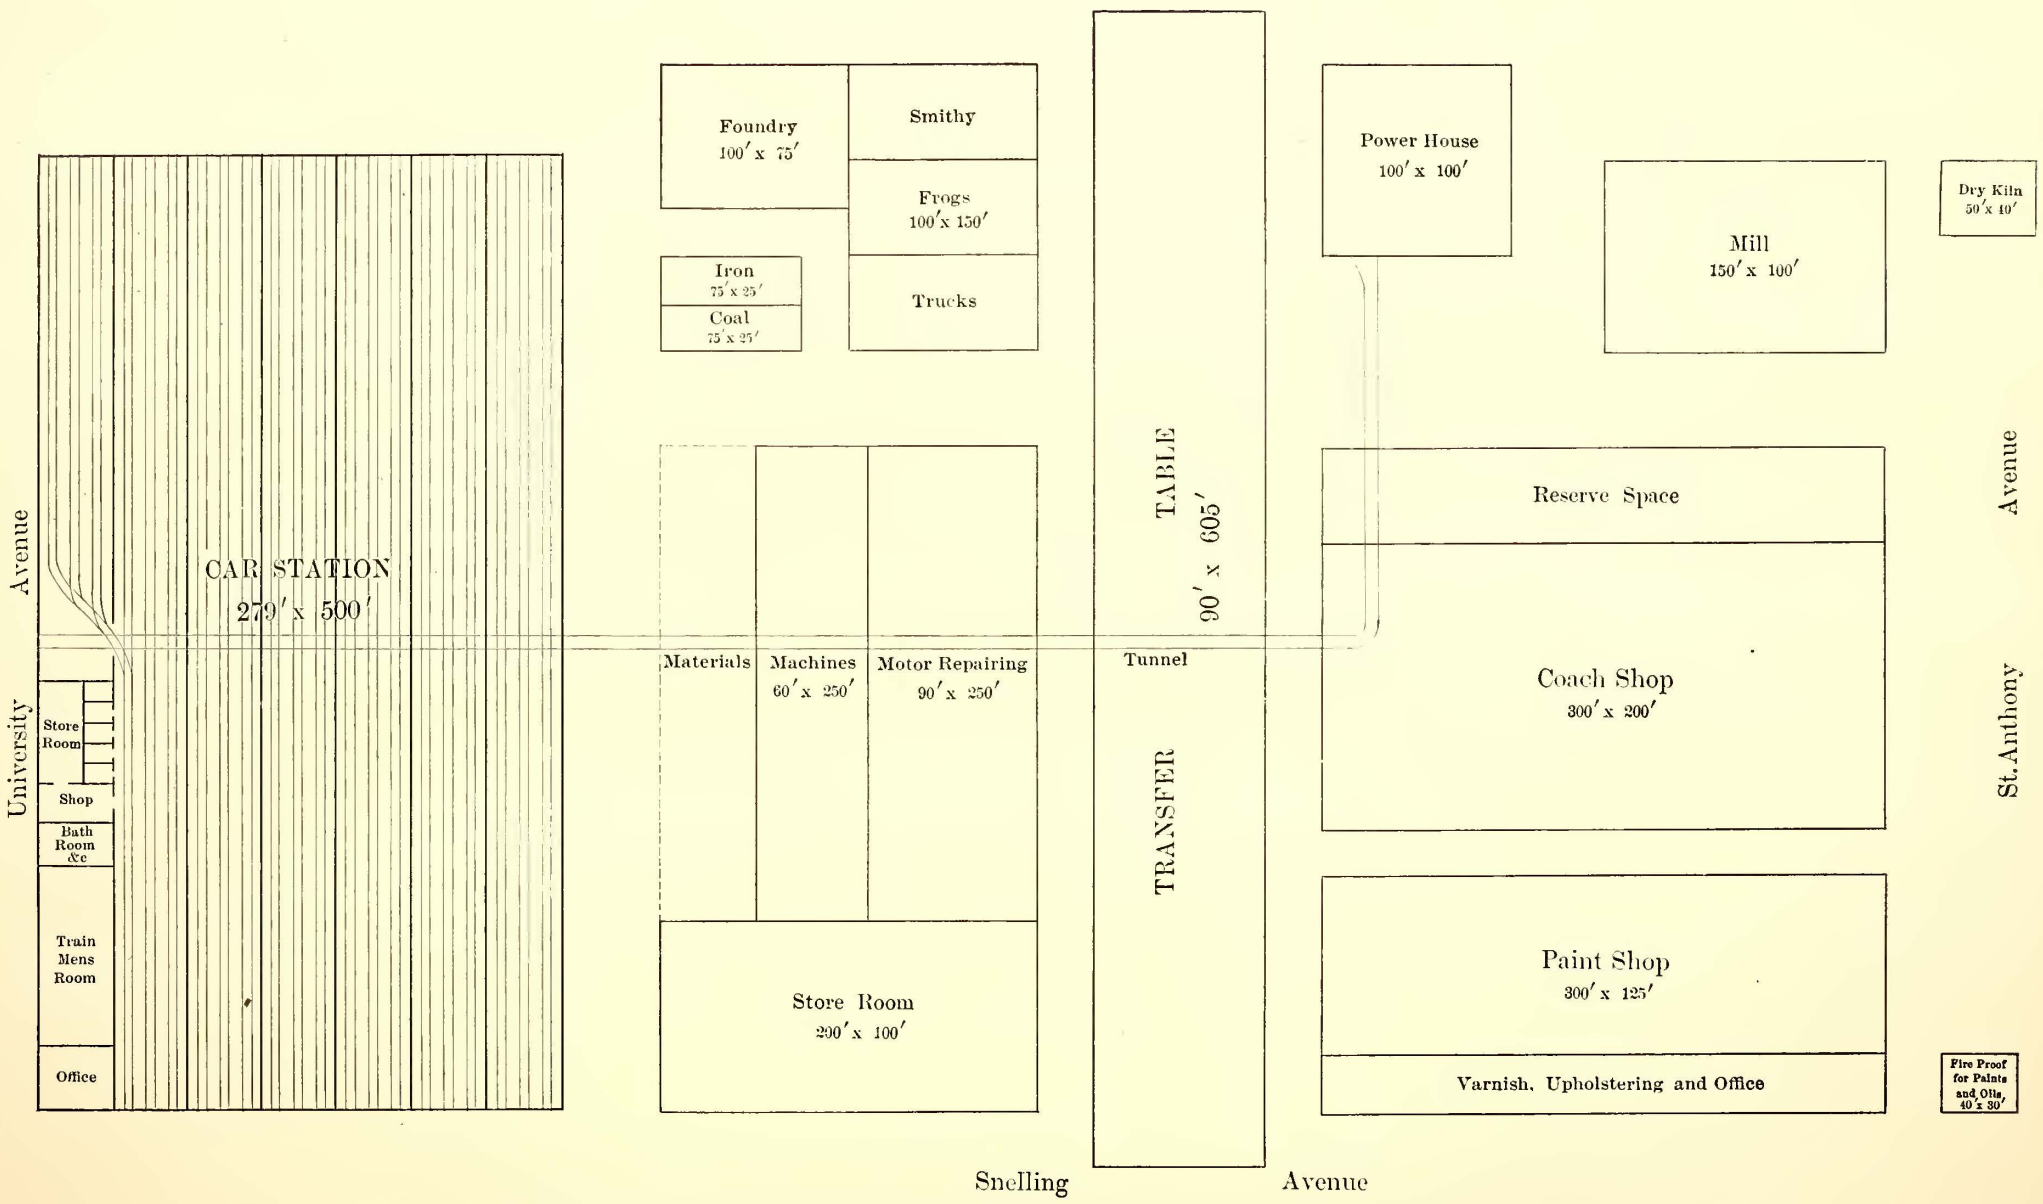 University Avenue
CAR STATION
279' x 500'
Store
Room
Shop
Bath
Room
&c
Train
Mens
Room
Office
Foundry
100' x 75'
Smithy
Frogs
100' x 150'
Trucks
Iron
75' x 25'
Coal
75' x 25'
Materials
Machines
60' x 250'
Motor Repairing
90' x 250'
Store Room
200' x 100'
TRANSFER TABLE
90' x 605'
Tunnel
Power House
100' x 100'
Mill
150' x 100'
Dry Kiln
50' x 40'
Reserve Space
Coach Shop
300' x 200'
Paint Shop
300' x 125'
Varnish, Upholstering and Office
Fire Proof
for Paints
and Oils,
40' x 30'
St. Anthony Avenue
Snelling Avenue